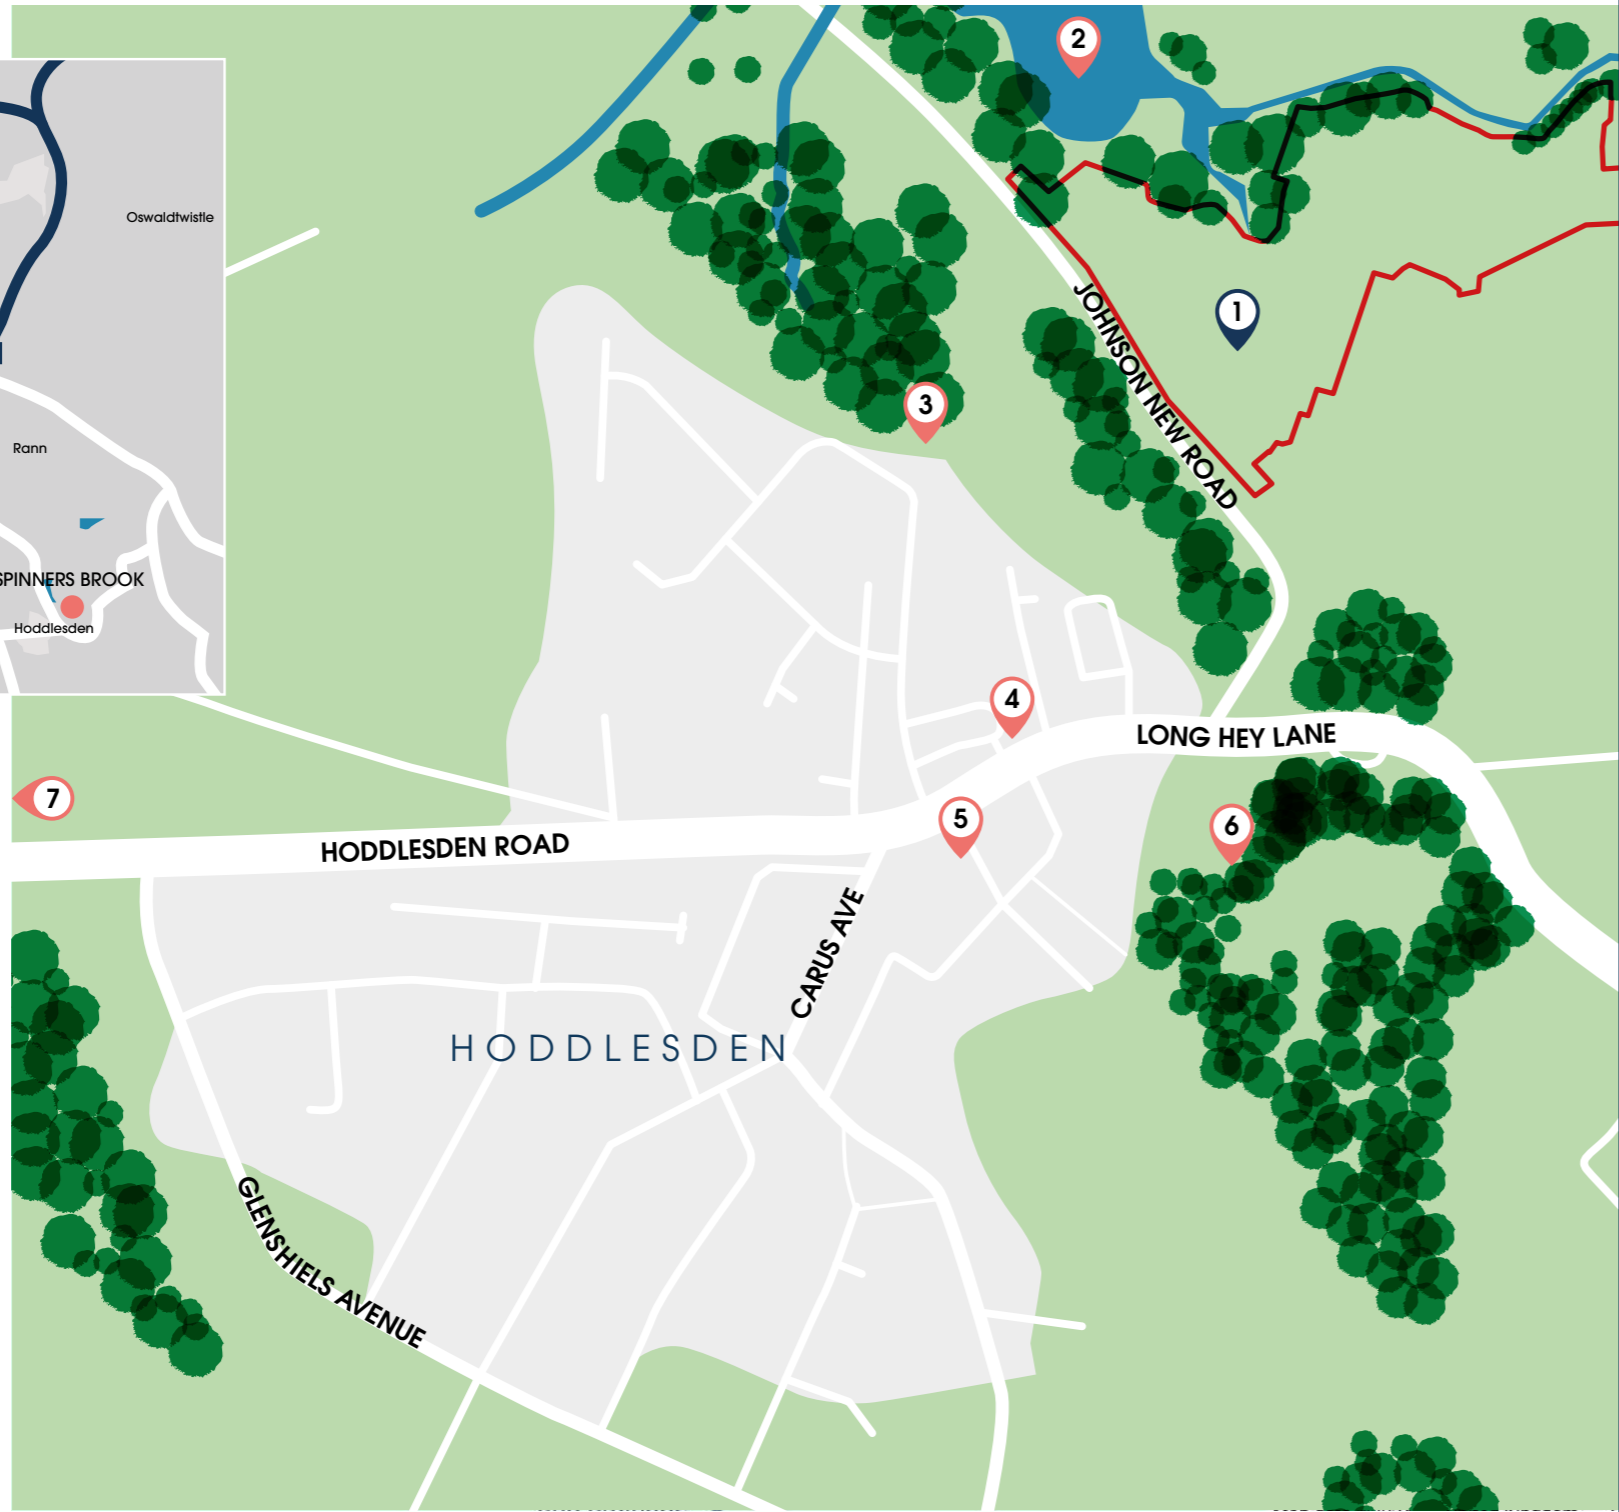 2
Oswaldtwistle
1
JOHNSON NEW ROAD
3
Rann
SPINNERS BROOK
Hoddlesden
4
LONG HEY LANE
7
5
6
HODDLESDEN ROAD
CARUS AVE
HODDLESDEN
GLENSHIELS AVENUE